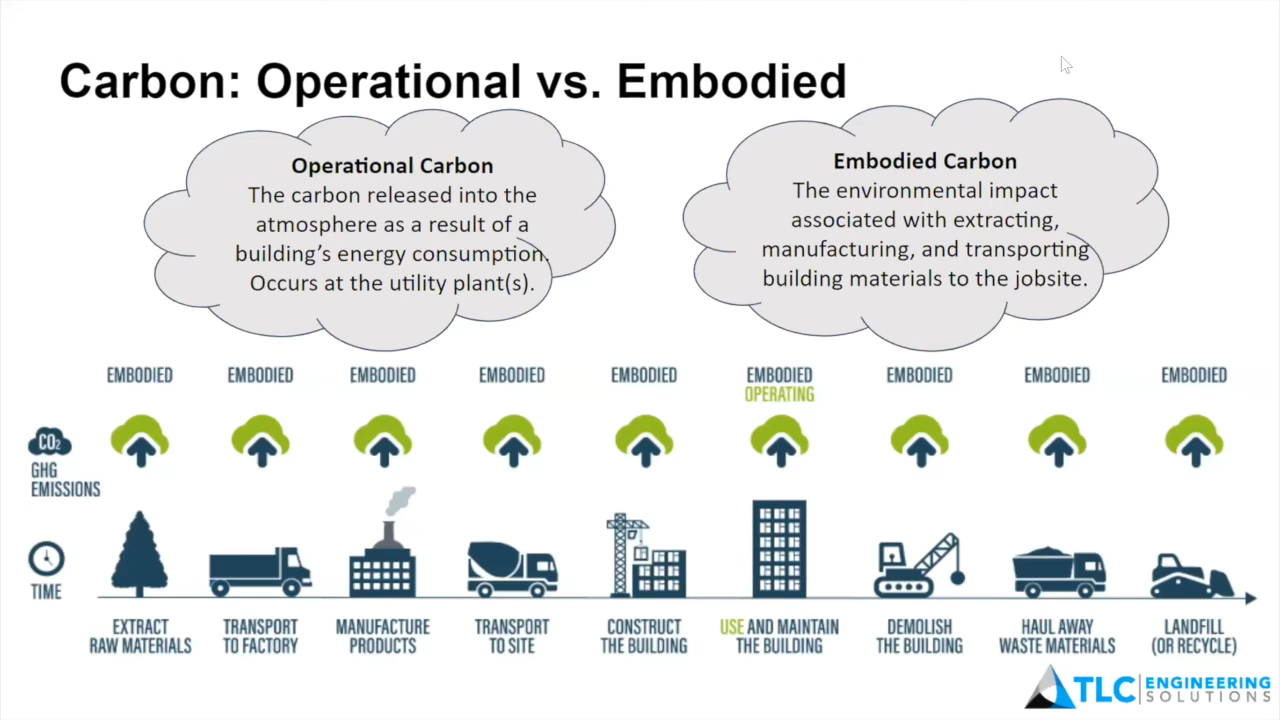 Carbon: Operational vs. Embodied
Operational Carbon
The carbon released into the
atmosphere as a result of a
building’s energy consumption.
Occurs at the utility plant(s).
Embodied Carbon
The environmental impact
associated with extracting,
manufacturing, and transporting
building materials to the jobsite.
EMBODIED
EMBODIED
EMBODIED
EMBODIED
EMBODIED
EMBODIED
OPERATING
EMBODIED
EMBODIED
EMBODIED
CO₂
GHG
EMISSIONS
TIME
EXTRACT
RAW MATERIALS
TRANSPORT
TO FACTORY
MANUFACTURE
PRODUCTS
TRANSPORT
TO SITE
CONSTRUCT
THE BUILDING
USE AND MAINTAIN
THE BUILDING
DEMOLISH
THE BUILDING
HAUL AWAY
WASTE MATERIALS
LANDFILL
(OR RECYCLE)
TLC ENGINEERING
SOLUTIONS